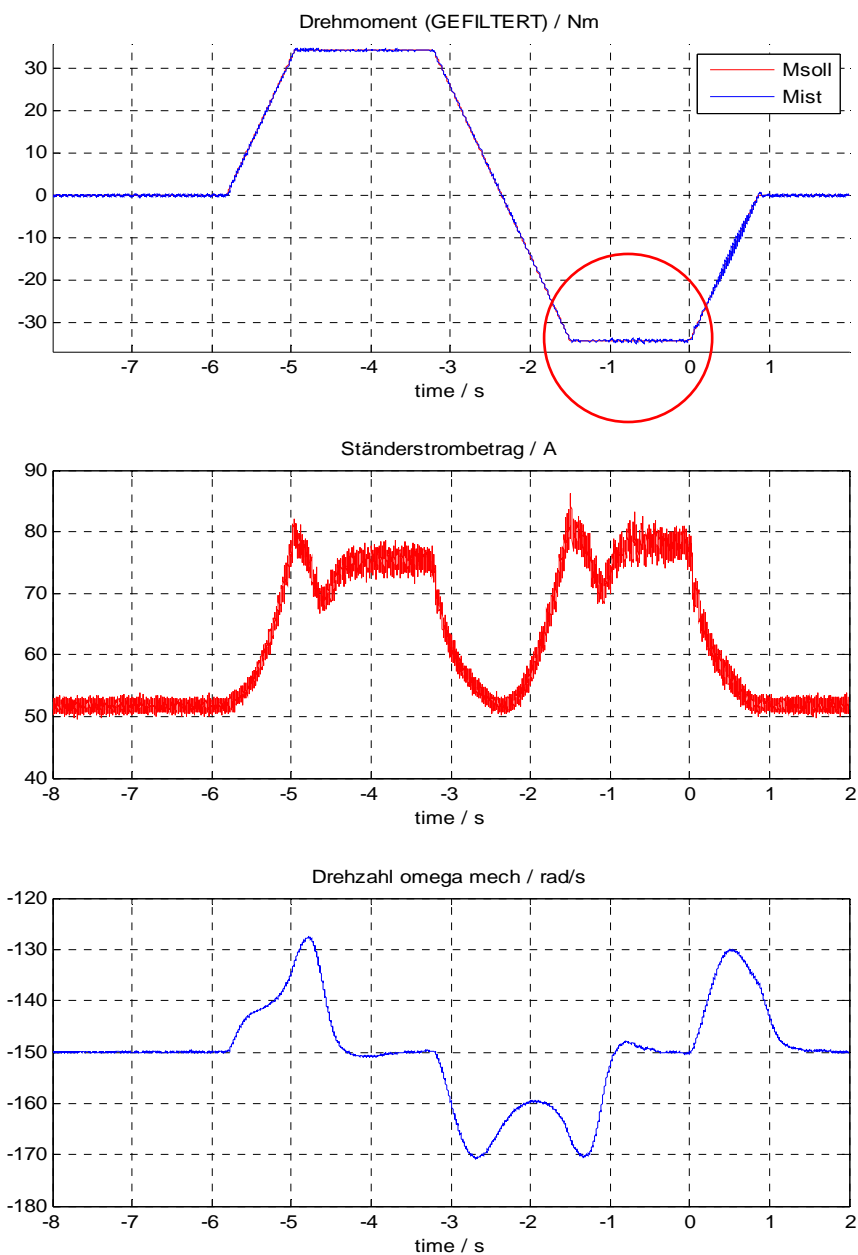 Drehmoment (GEFILTERT) / Nm
Msoll
Mist
30
20
10
0
-10
-20
-30
-7 -6 -5 -4 -3 -2 -1 0 1
time / s
Ständerstrombetrag / A
90
80
70
60
50
40
-8 -7 -6 -5 -4 -3 -2 -1 0 1 2
time / s
Drehzahl omega mech / rad/s
-120
-130
-140
-150
-160
-170
-180
-8 -7 -6 -5 -4 -3 -2 -1 0 1 2
time / s